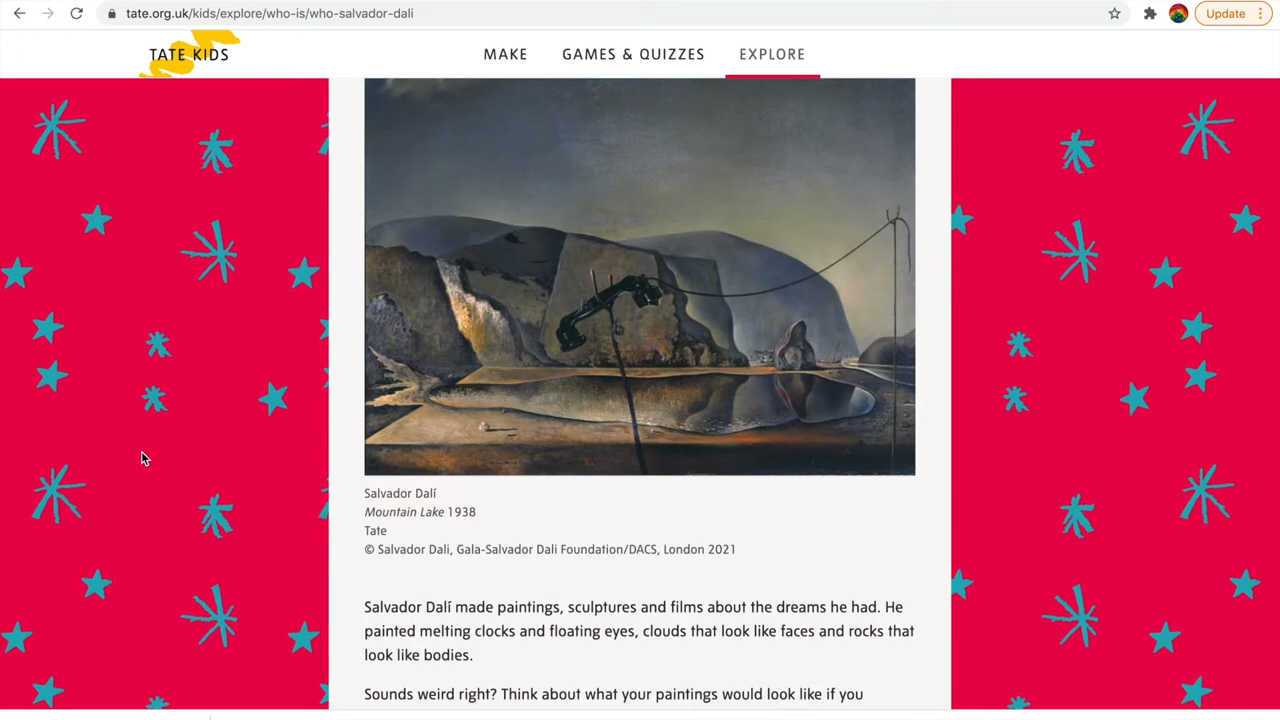 tate.org.uk/kids/explore/who-is/who-salvador-dali
Update
TATE KIDS
MAKE
GAMES & QUIZZES
EXPLORE
Salvador Dalí
Mountain Lake 1938
Tate
© Salvador Dali, Gala-Salvador Dali Foundation/DACS, London 2021
Salvador Dalí made paintings, sculptures and films about the dreams he had. He
painted melting clocks and floating eyes, clouds that look like faces and rocks that
look like bodies.
Sounds weird right? Think about what your paintings would look like if you